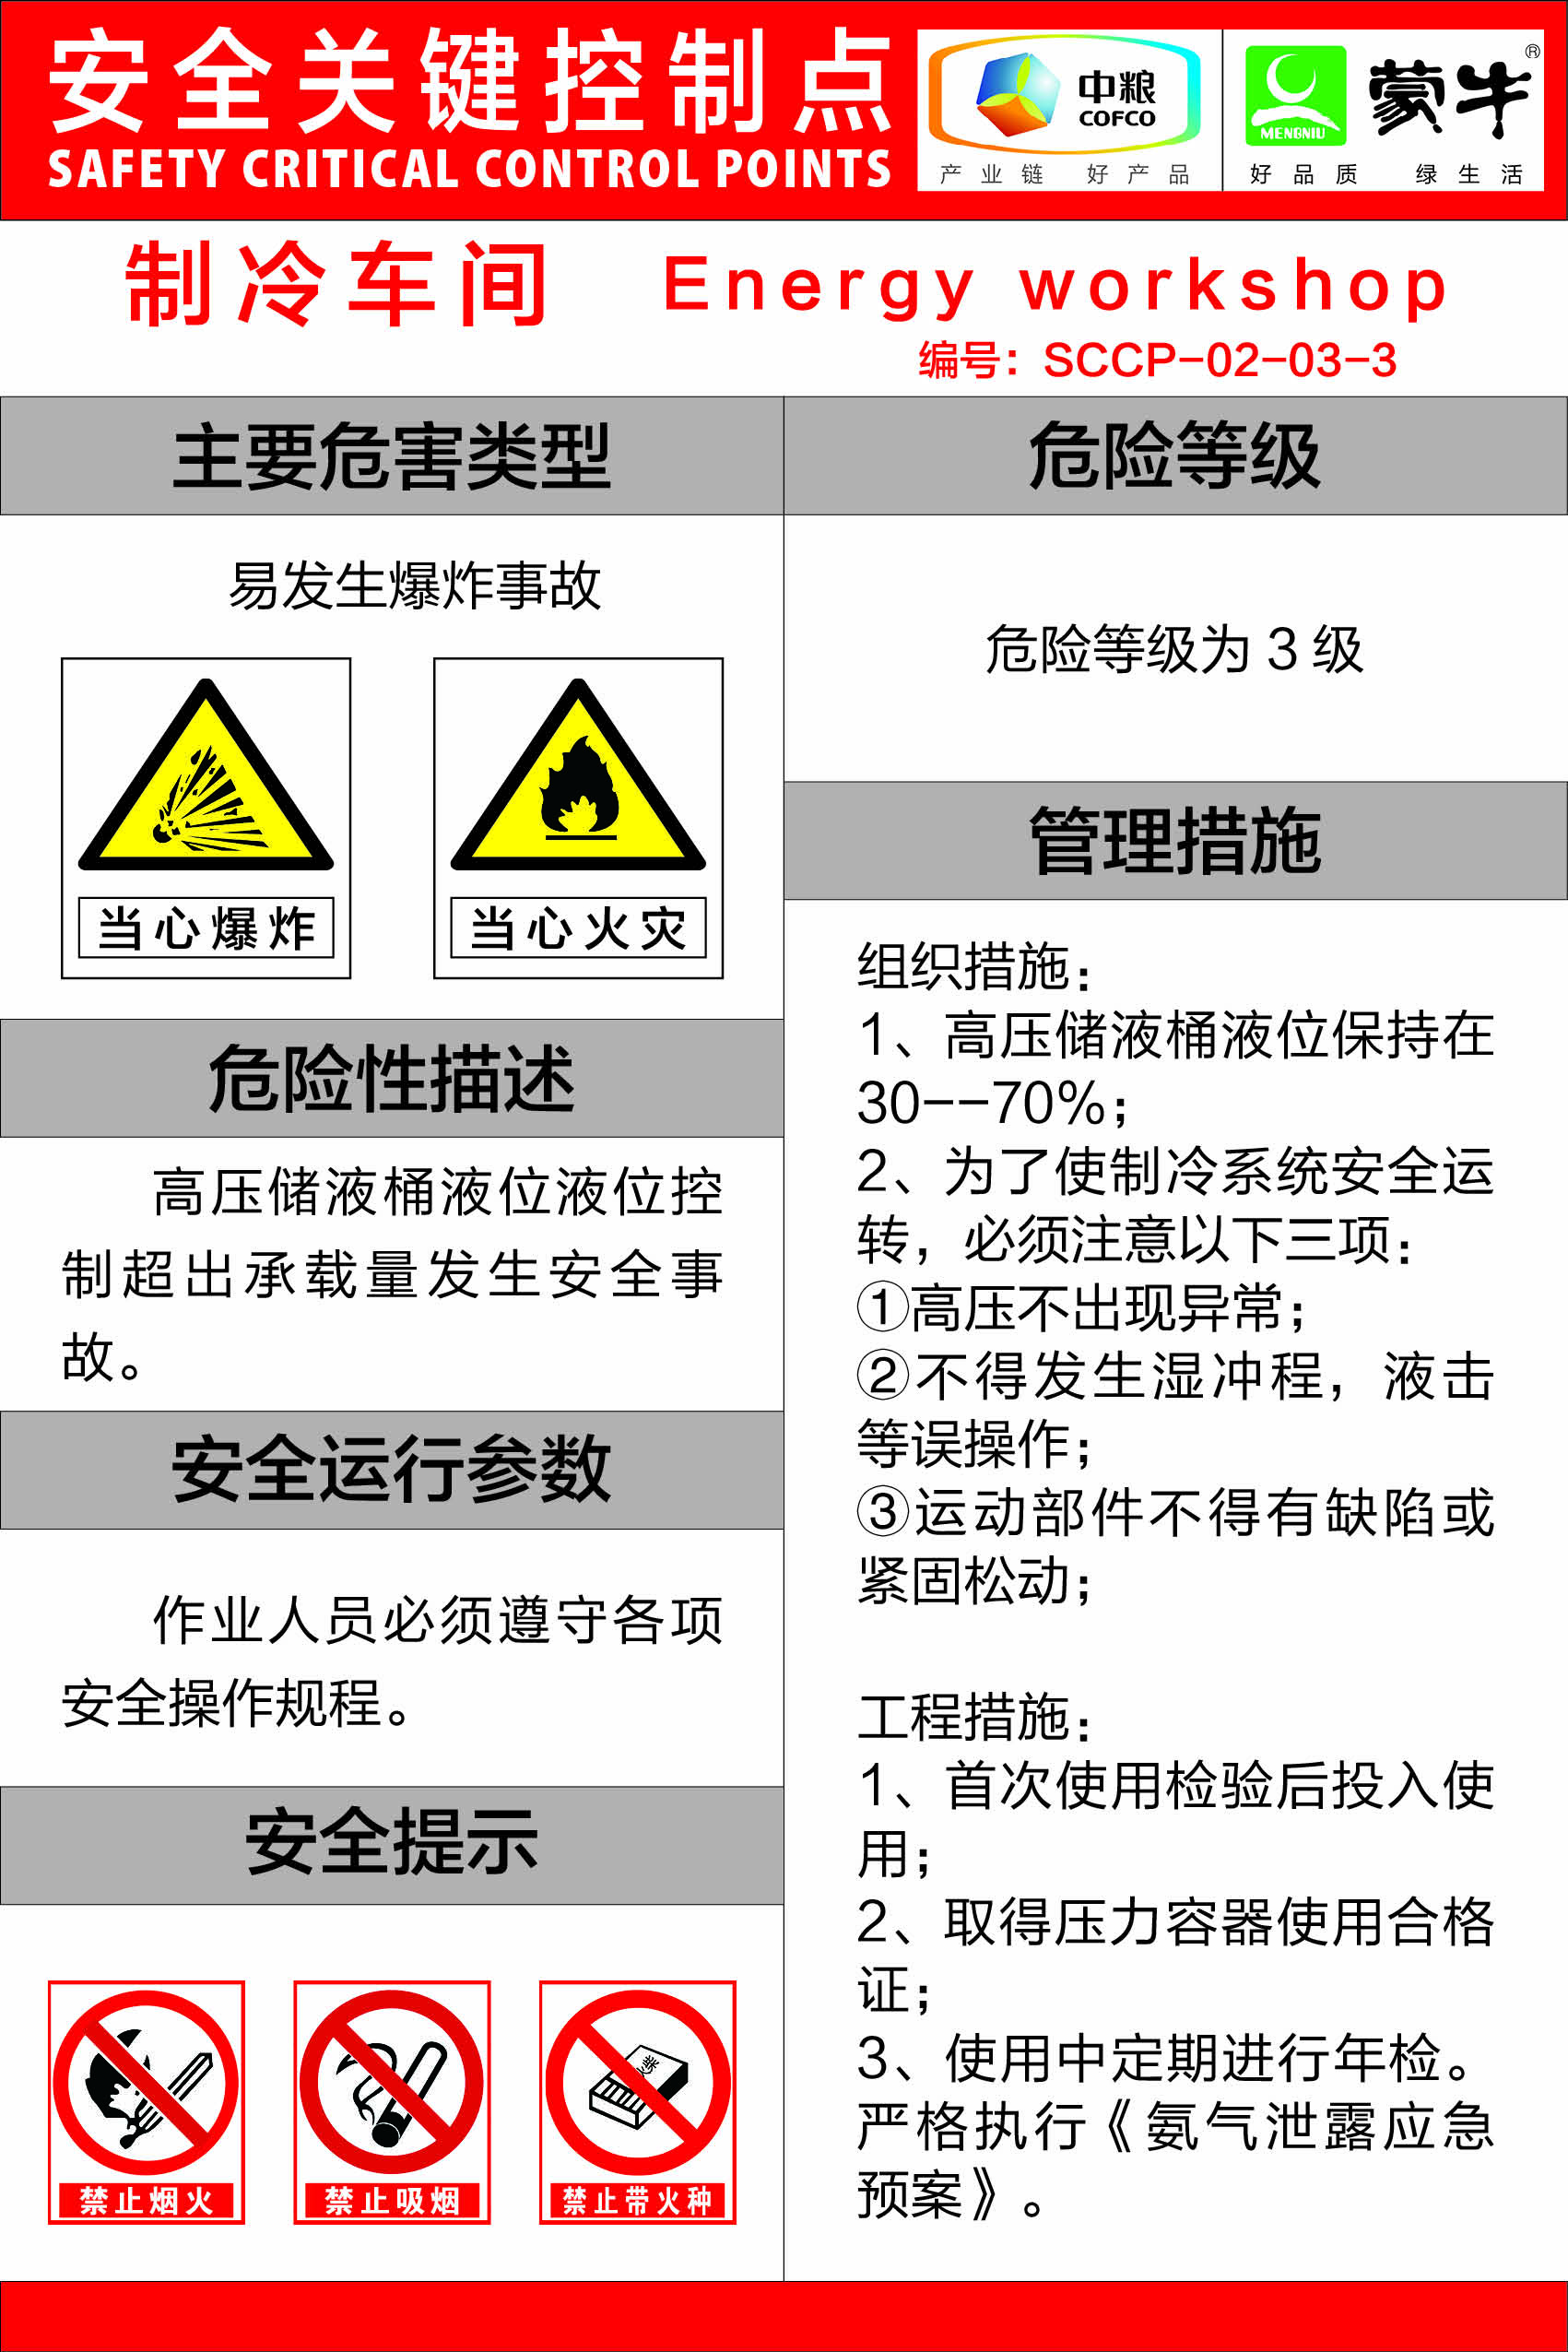 安全关键控制点
SAFETY CRITICAL CONTROL POINTS
中粮
COFCO
产业链 好产品
MENGNIU
蒙牛®
好品质 绿生活
制冷车间 Energy workshop
编号：SCCP-02-03-3
主要危害类型
易发生爆炸事故
当心爆炸
当心火灾
危险性描述
高压储液桶液位液位控
制超出承载量发生安全事
故。
安全运行参数
作业人员必须遵守各项
安全操作规程。
安全提示
火柴
禁止烟火
禁止吸烟
禁止带火种
危险等级
危险等级为 3 级
管理措施
组织措施：
1、高压储液桶液位保持在
30--70%；
2、为了使制冷系统安全运
转，必须注意以下三项：
①高压不出现异常；
②不得发生湿冲程，液击
等误操作；
③运动部件不得有缺陷或
紧固松动；
工程措施：
1、首次使用检验后投入使
用；
2、取得压力容器使用合格
证；
3、使用中定期进行年检。
严格执行《氨气泄露应急
预案》。